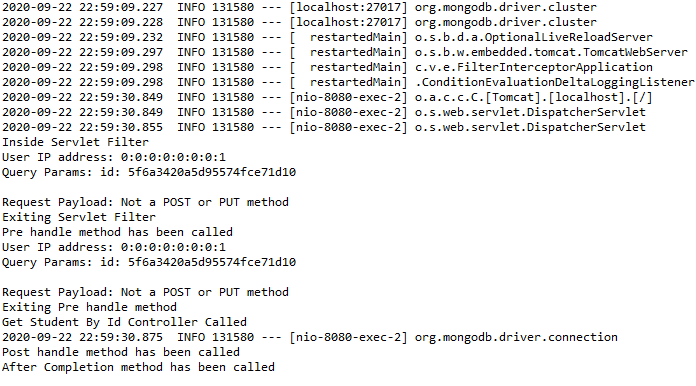 2020-09-22 22:59:09.227  INFO 131580 --- [localhost:27017] org.mongodb.driver.cluster
2020-09-22 22:59:09.228  INFO 131580 --- [localhost:27017] org.mongodb.driver.cluster
2020-09-22 22:59:09.232  INFO 131580 --- [  restartedMain] o.s.b.d.a.OptionalLiveReloadServer
2020-09-22 22:59:09.297  INFO 131580 --- [  restartedMain] o.s.b.w.embedded.tomcat.TomcatWebServer
2020-09-22 22:59:09.298  INFO 131580 --- [  restartedMain] c.v.e.FilterInterceptorApplication
2020-09-22 22:59:09.298  INFO 131580 --- [  restartedMain] .ConditionEvaluationDeltaLoggingListener
2020-09-22 22:59:30.849  INFO 131580 --- [nio-8080-exec-2] o.a.c.c.C.[Tomcat].[localhost].[/]
2020-09-22 22:59:30.849  INFO 131580 --- [nio-8080-exec-2] o.s.web.servlet.DispatcherServlet
2020-09-22 22:59:30.855  INFO 131580 --- [nio-8080-exec-2] o.s.web.servlet.DispatcherServlet
Inside Servlet Filter
User IP address: 0:0:0:0:0:0:0:1
Query Params: id: 5f6a3420a5d95574fce71d10

Request Payload: Not a POST or PUT method
Exiting Servlet Filter
Pre handle method has been called
User IP address: 0:0:0:0:0:0:0:1
Query Params: id: 5f6a3420a5d95574fce71d10

Request Payload: Not a POST or PUT method
Exiting Pre handle method
Get Student By Id Controller Called
2020-09-22 22:59:30.875  INFO 131580 --- [nio-8080-exec-2] org.mongodb.driver.connection
Post handle method has been called
After Completion method has been called